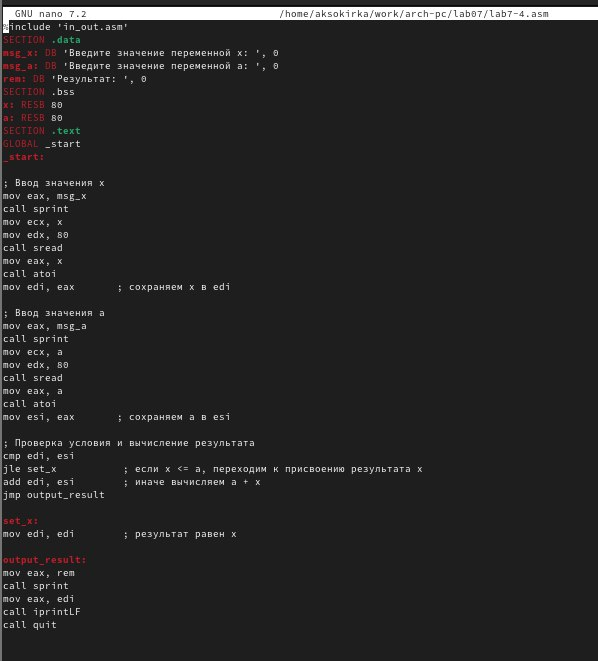 GNU nano 7.2 /home/aksokirka/work/arch-pc/lab07/lab7-4.asm
%include 'in_out.asm'
SECTION .data
msg_x: DB 'Введите значение переменной x: ', 0
msg_a: DB 'Введите значение переменной a: ', 0
rem: DB 'Результат: ', 0
SECTION .bss
x: RESB 80
a: RESB 80
SECTION .text
GLOBAL _start
_start:

; Ввод значения x
mov eax, msg_x
call sprint
mov ecx, x
mov edx, 80
call sread
mov eax, x
call atoi
mov edi, eax ; сохраняем x в edi

; Ввод значения a
mov eax, msg_a
call sprint
mov ecx, a
mov edx, 80
call sread
mov eax, a
call atoi
mov esi, eax ; сохраняем a в esi

; Проверка условия и вычисление результата
cmp edi, esi
jle set_x ; если x <= a, переходим к присвоению результата x
add edi, esi ; иначе вычисляем a + x
jmp output_result

set_x:
mov edi, edi ; результат равен x

output_result:
mov eax, rem
call sprint
mov eax, edi
call iprintLF
call quit